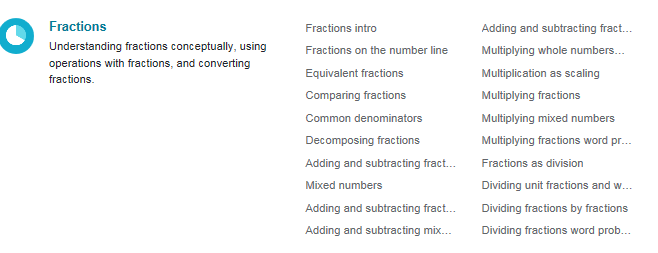 Fractions
Understanding fractions conceptually, using
operations with fractions, and converting
fractions.
Fractions intro
Fractions on the number line
Equivalent fractions
Comparing fractions
Common denominators
Decomposing fractions
Adding and subtracting fract...
Mixed numbers
Adding and subtracting fract...
Adding and subtracting mix...
Adding and subtracting fract...
Multiplying whole numbers...
Multiplication as scaling
Multiplying fractions
Multiplying mixed numbers
Multiplying fractions word pr...
Fractions as division
Dividing unit fractions and w...
Dividing fractions by fractions
Dividing fractions word prob...